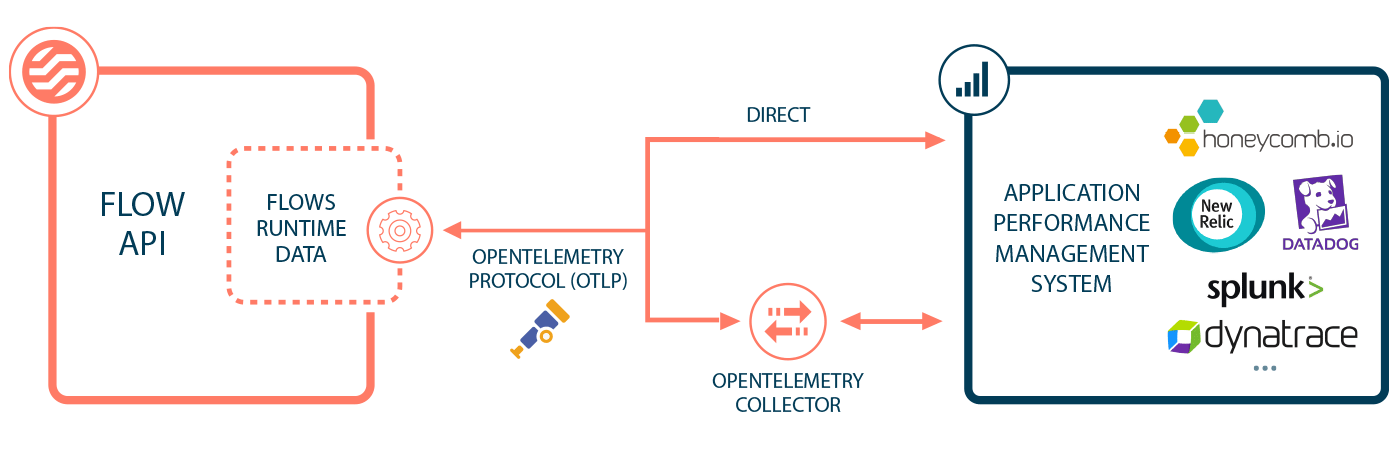 FLOW
API
FLOWS
RUNTIME
DATA
OPENTELEMETRY
PROTOCOL (OTLP)
DIRECT
OPENTELEMETRY
COLLECTOR
APPLICATION
PERFORMANCE
MANAGEMENT
SYSTEM
honeycomb.io
New
Relic
DATADOG
splunk>
dynatrace
...